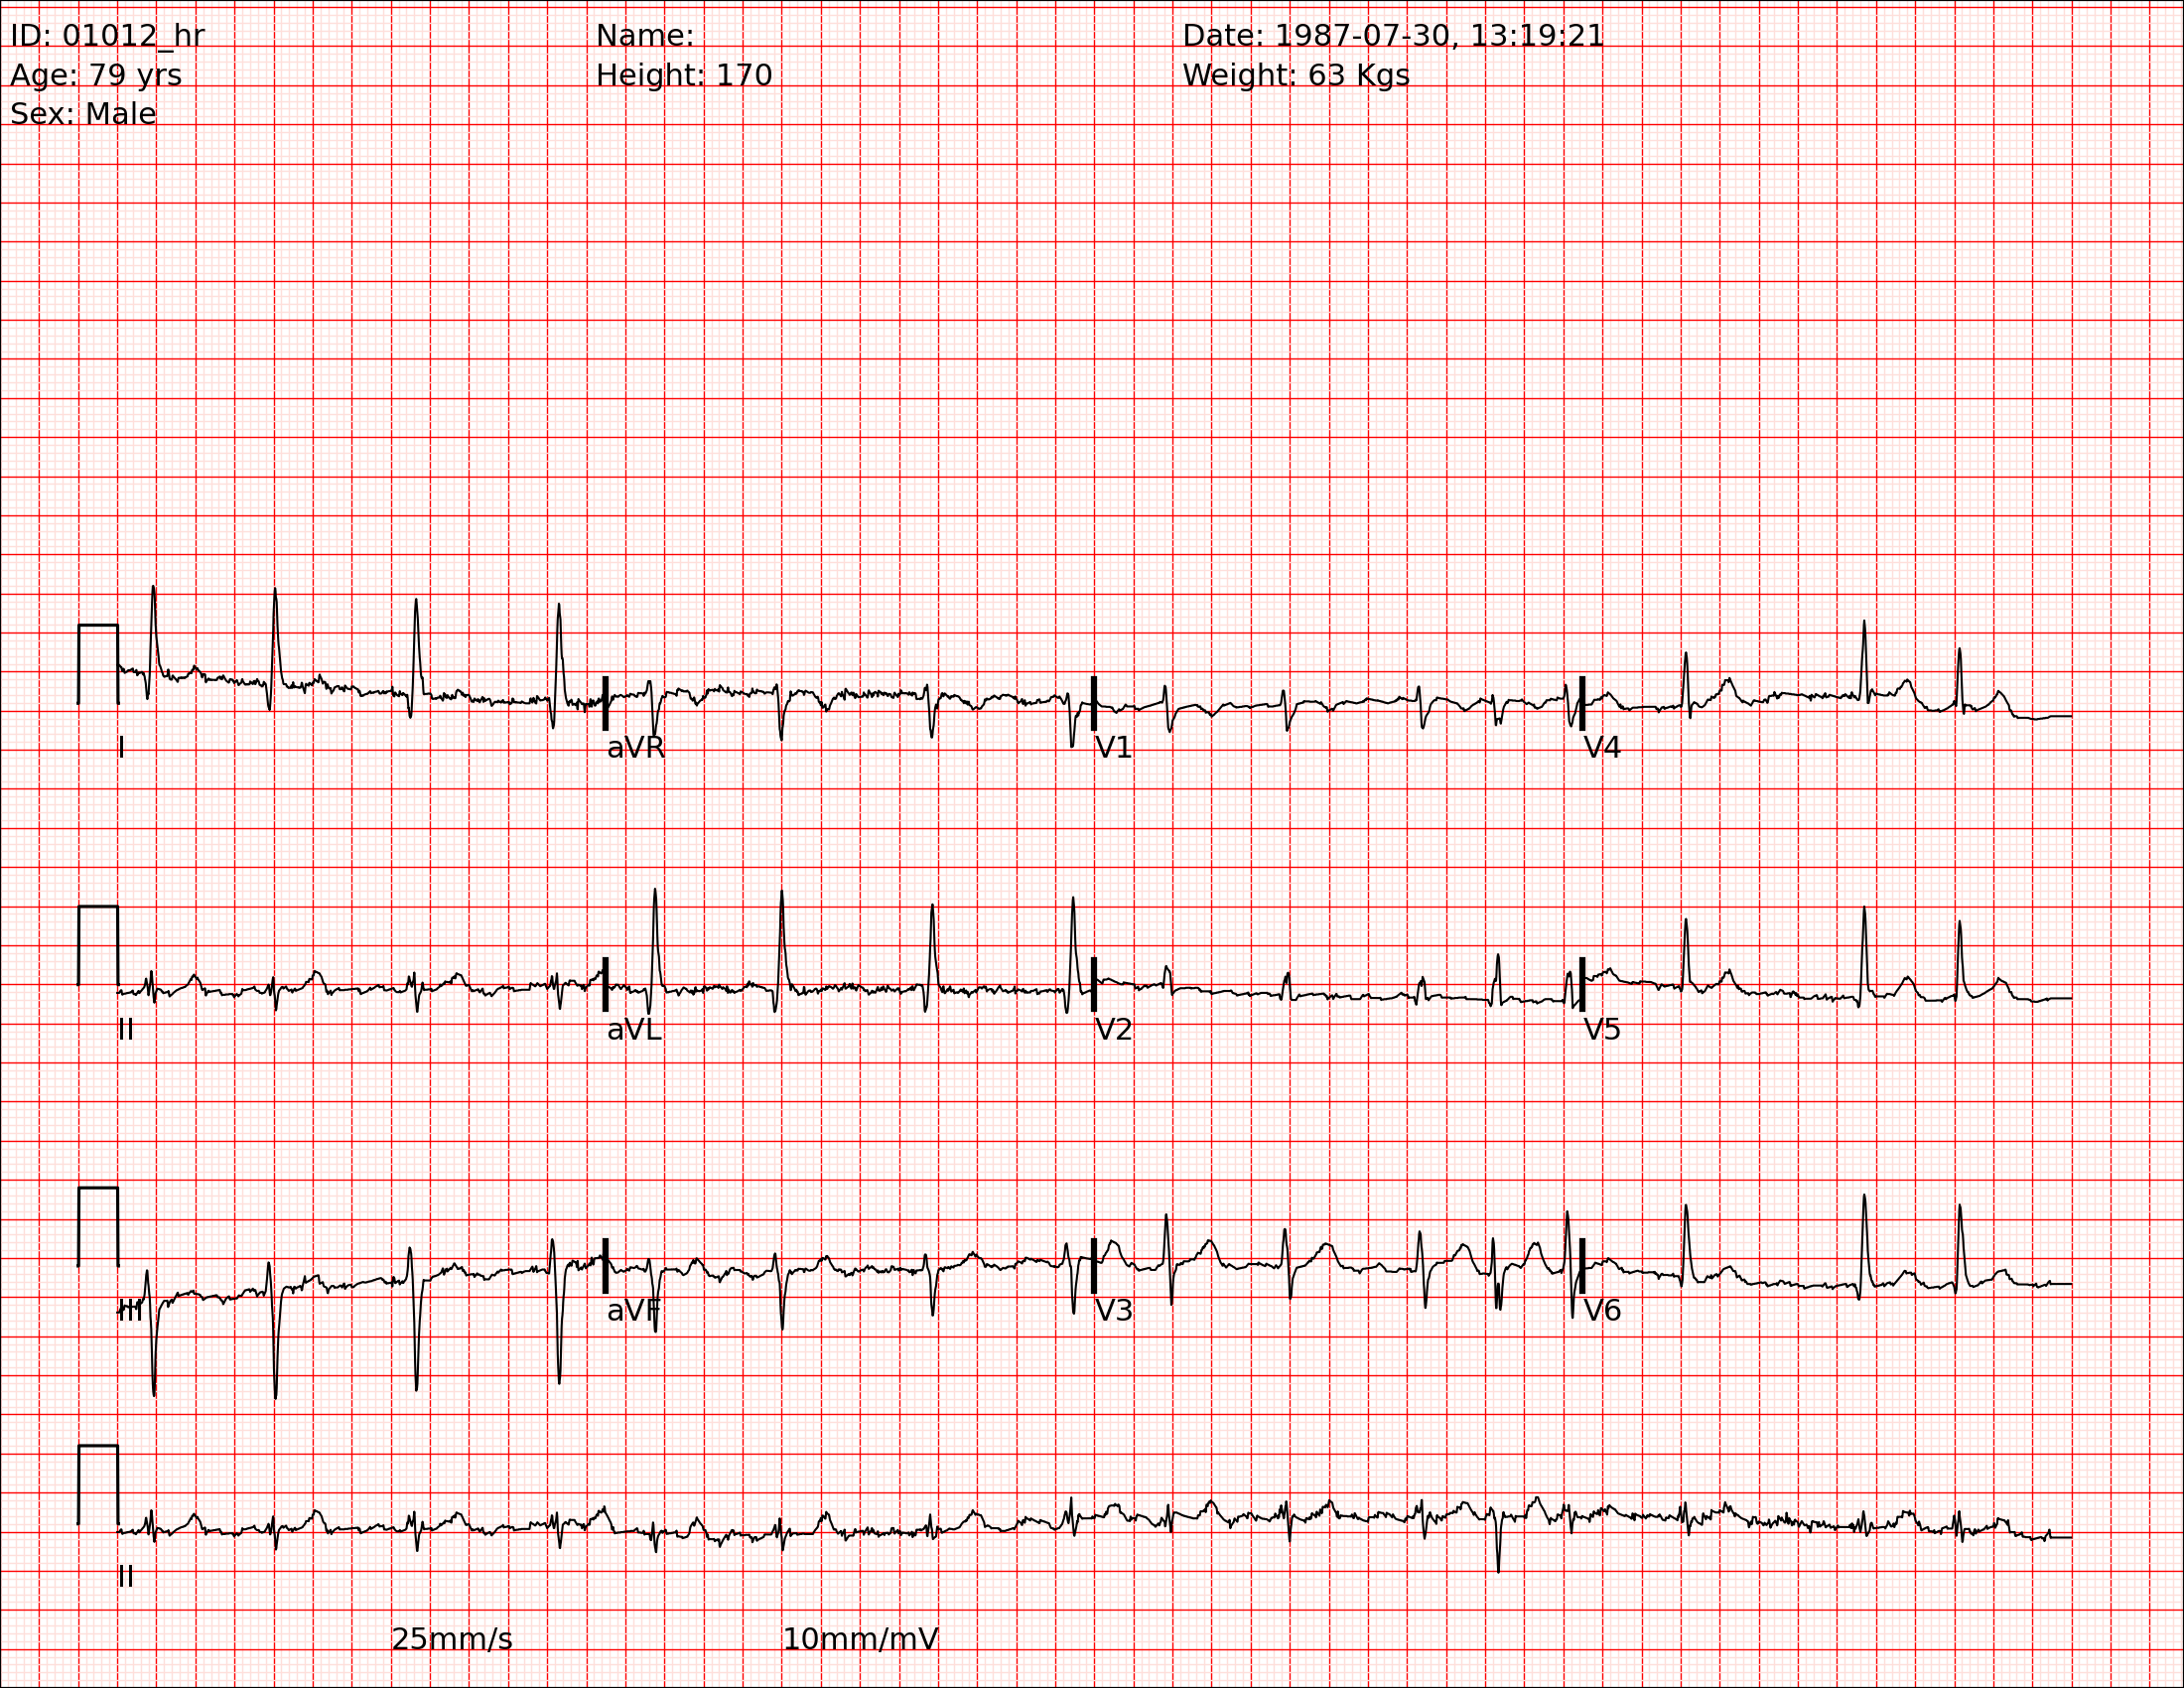 ID: 01012_hr
Name:
Date: 1987-07-30, 13:19:21
Age: 79 yrs
Height: 170
Weight: 63 Kgs
Sex: Male
I
aVR
V1
V4
II
aVL
V2
V5
III
aVF
V3
V6
II
25mm/s
10mm/mV